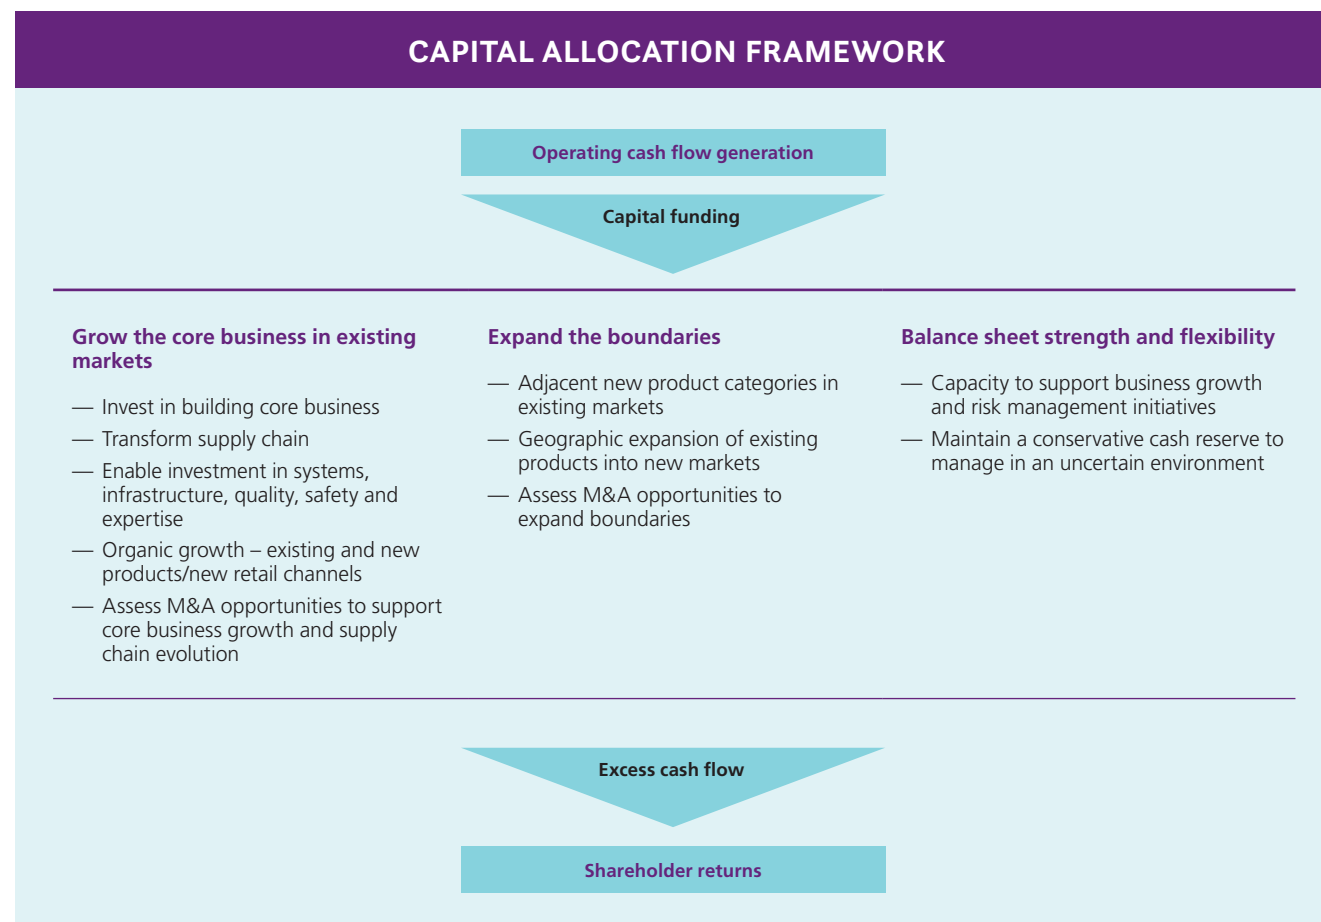 CAPITAL ALLOCATION FRAMEWORK
Operating cash flow generation
Capital funding
Grow the core business in existing
markets
— Invest in building core business
— Transform supply chain
— Enable investment in systems,
infrastructure, quality, safety and
expertise
— Organic growth – existing and new
products/new retail channels
— Assess M&A opportunities to support
core business growth and supply
chain evolution
Expand the boundaries
— Adjacent new product categories in
existing markets
— Geographic expansion of existing
products into new markets
— Assess M&A opportunities to
expand boundaries
Balance sheet strength and flexibility
— Capacity to support business growth
and risk management initiatives
— Maintain a conservative cash reserve to
manage in an uncertain environment
Excess cash flow
Shareholder returns